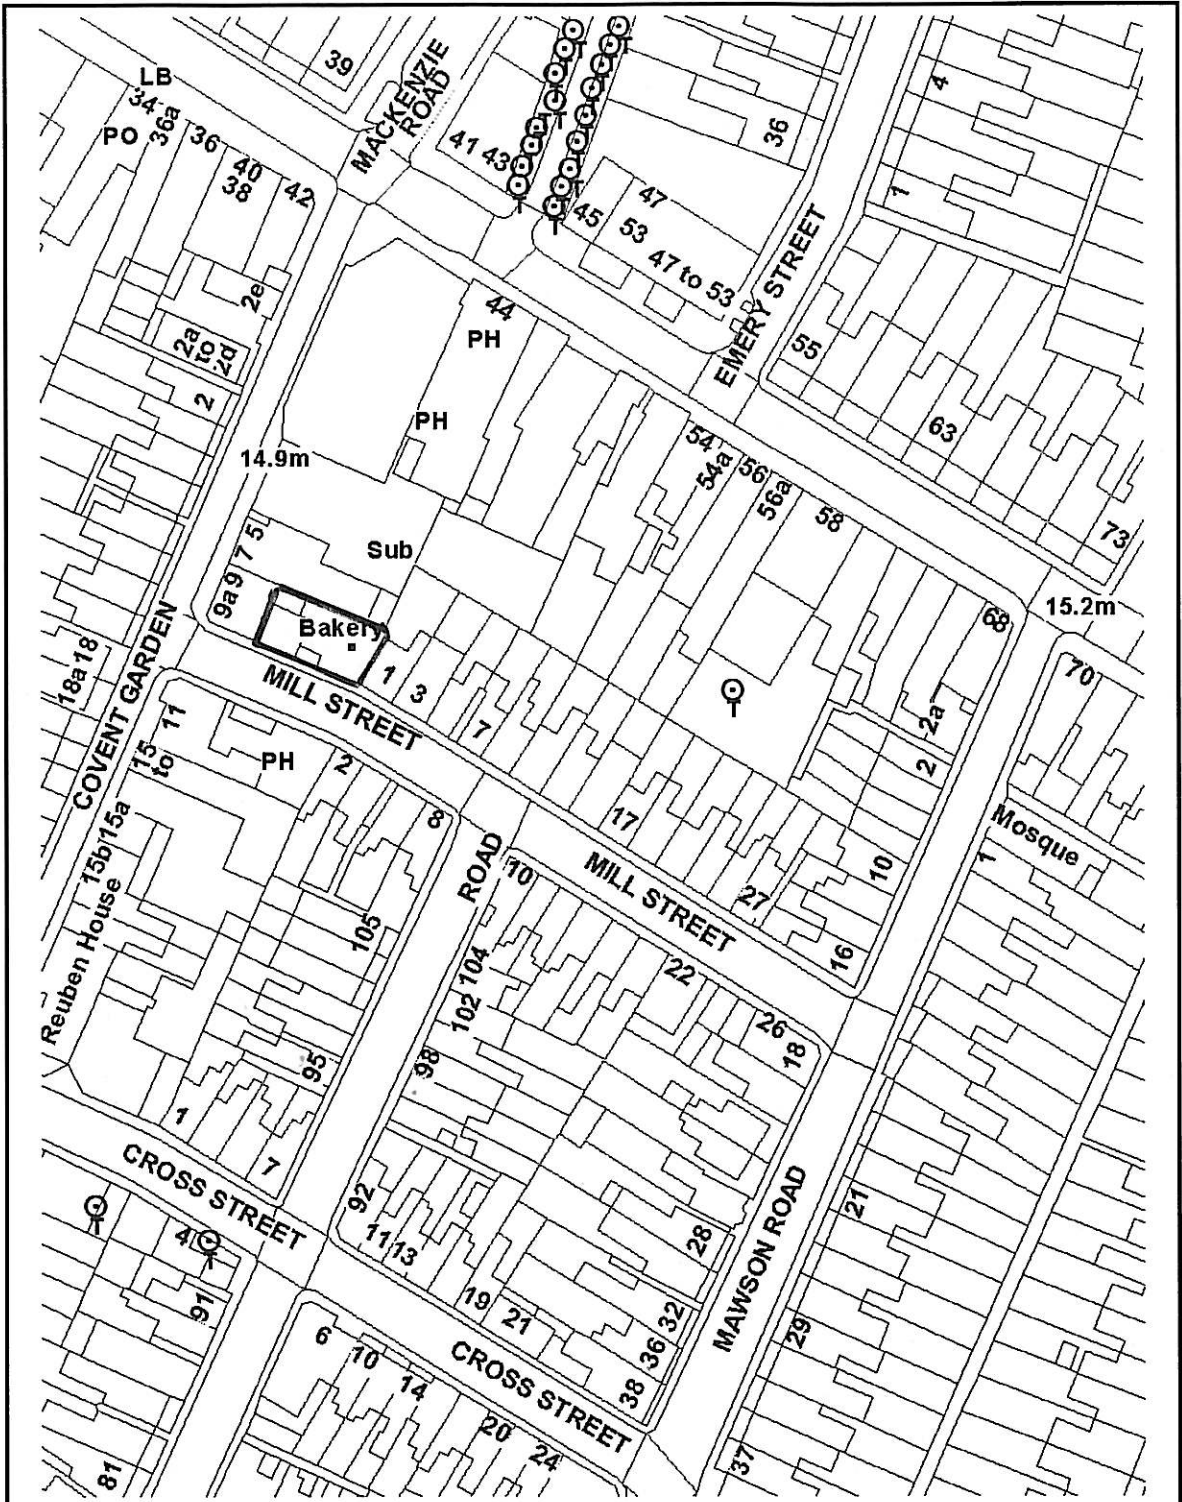 39
MACKENZIE
ROAD
LB
34
36a
PO
36
40
38
42
41 43
36
4
1
45
47
53
47 to 53
EMERY STREET
2e
2a
to
2d
2
44
PH
PH
55
63
73
14.9m
54
54a
56
56a
58
68
15.2m
5
7
9
9a
Sub
Bakery
1
3
7
MILL STREET
COVENT GARDEN
18a 18
11
15
to
15b 15a
Reuben House
PH
2
8
17
27
MILL STREET
2a
2
10
16
70
Mosque
1
ROAD
10
22
26
18
105
95
104
102
98
92
1
7
CROSS STREET
11 13
19
21
28
32
36
38
MAWSON ROAD
21
29
37
4
91
81
6
10
14
20
24
CROSS STREET